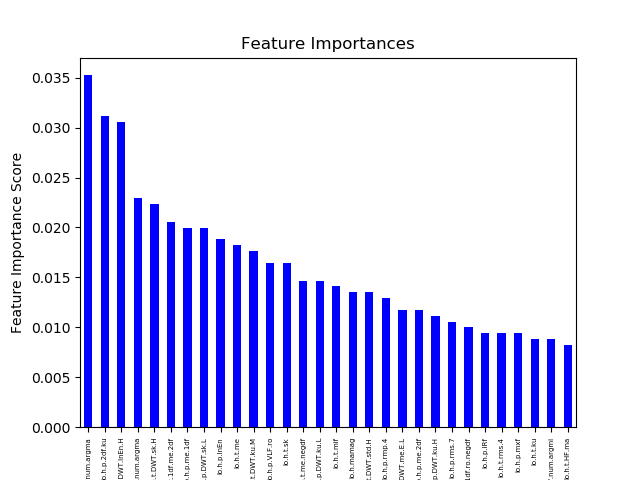 Feature Importances
Feature Importance Score
0.035
0.030
0.025
0.020
0.015
0.010
0.005
0.000
num.argma
lo.h.p.2df.ku
DWT.lnEn.H
num.argma
.t.DWT.sk.H
1df.me.2df
h.p.me.1df
.p.DWT.sk.L
lo.h.p.lnEn
lo.h.t.me
t.DWT.ku.M
lo.h.p.VLF.ro
lo.h.t.sk
.t.me.negdf
.p.DWT.ku.L
lo.h.t.mif
lo.h.mamag
t.DWT.std.H
lo.h.p.rmp.4
DWT.me.E.L
lo.h.p.me.2df
p.DWT.ku.H
lo.h.p.rms.7
1df.ro.negdf
lo.h.p.IRf
lo.h.t.rms.4
lo.h.p.mxf
lo.h.t.ku
.num.argmi
lo.h.t.HF.ma